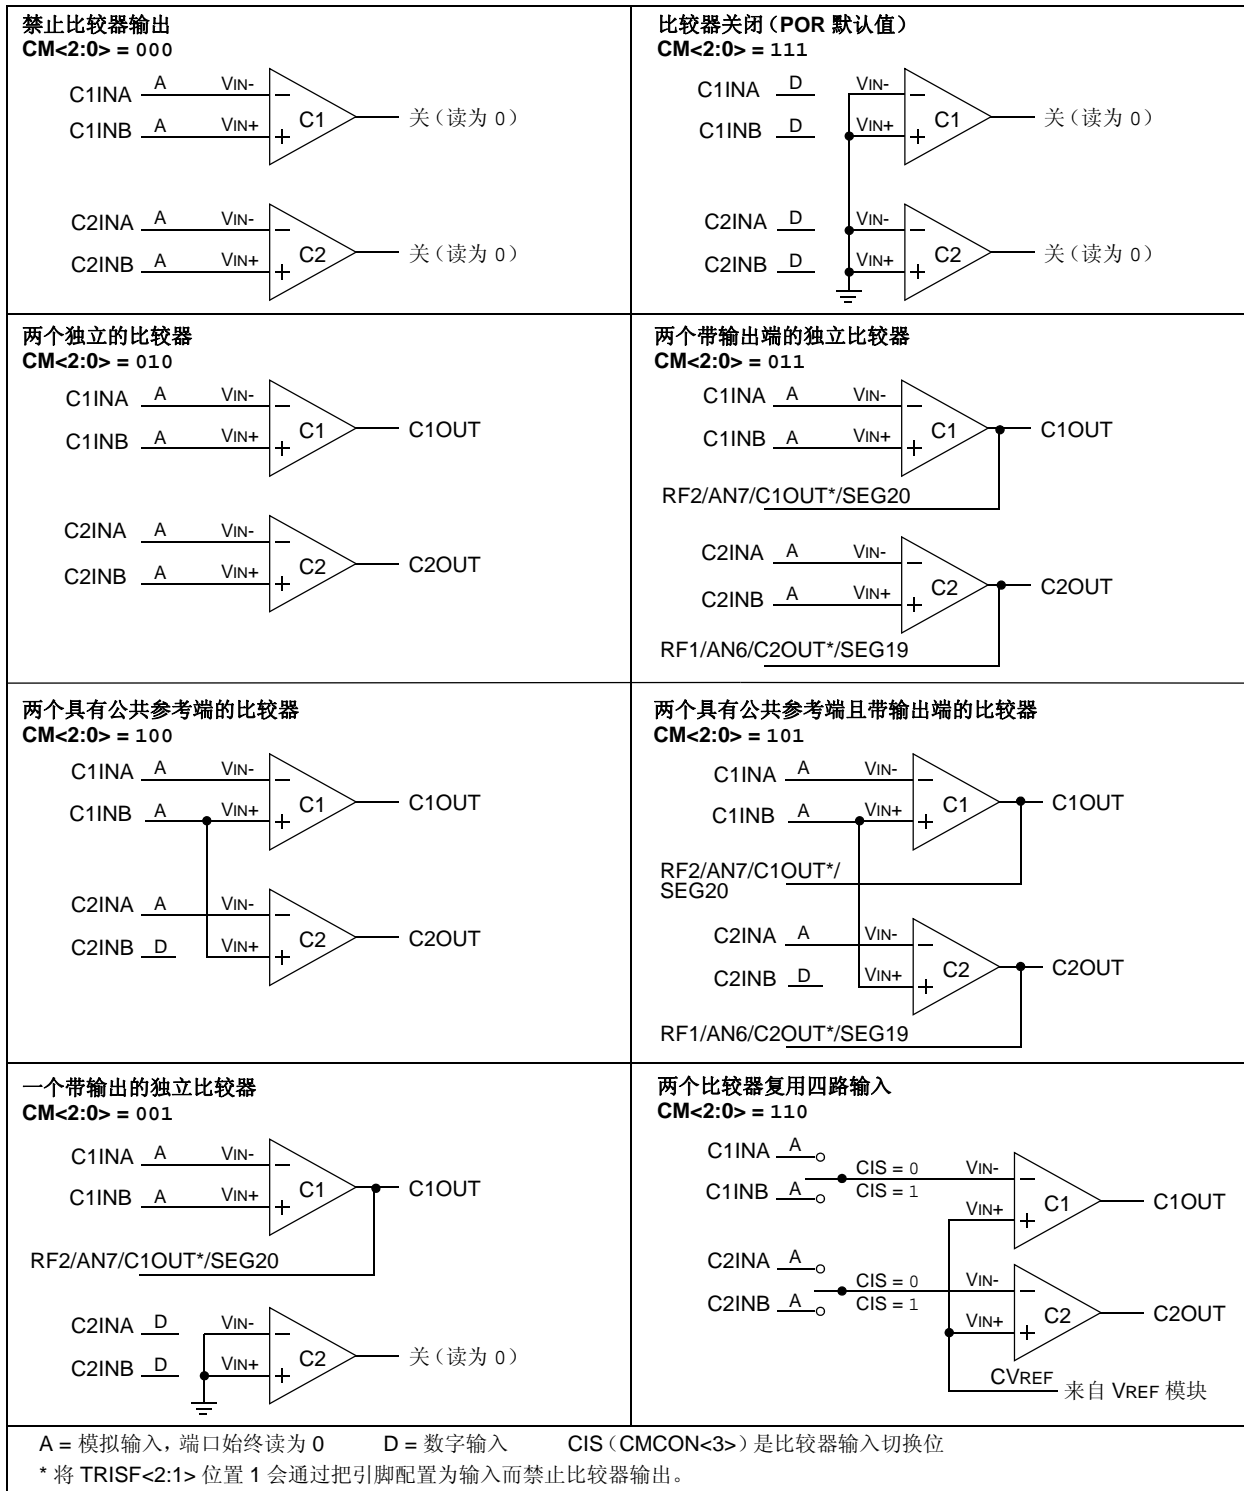 禁止比较器输出
CM<2:0> = 000
C1INA A VIN-
C1INB A VIN+
C1
关（读为 0）
C2INA A VIN-
C2INB A VIN+
C2
关（读为 0）
比较器关闭（POR 默认值）
CM<2:0> = 111
C1INA D VIN-
C1INB D VIN+
C1
关（读为 0）
C2INA D VIN-
C2INB D VIN+
C2
关（读为 0）
两个独立的比较器
CM<2:0> = 010
C1INA A VIN-
C1INB A VIN+
C1
C1OUT
C2INA A VIN-
C2INB A VIN+
C2
C2OUT
两个带输出端的独立比较器
CM<2:0> = 011
C1INA A VIN-
C1INB A VIN+
C1
C1OUT
RF2/AN7/C1OUT*/SEG20
C2INA A VIN-
C2INB A VIN+
C2
C2OUT
RF1/AN6/C2OUT*/SEG19
两个具有公共参考端的比较器
CM<2:0> = 100
C1INA A VIN-
C1INB A VIN+
C1
C1OUT
C2INA A VIN-
C2INB D VIN+
C2
C2OUT
两个具有公共参考端且带输出端的比较器
CM<2:0> = 101
C1INA A VIN-
C1INB A VIN+
C1
C1OUT
RF2/AN7/C1OUT*/
SEG20
C2INA A VIN-
C2INB D VIN+
C2
C2OUT
RF1/AN6/C2OUT*/SEG19
一个带输出的独立比较器
CM<2:0> = 001
C1INA A VIN-
C1INB A VIN+
C1
C1OUT
RF2/AN7/C1OUT*/SEG20
C2INA D VIN-
C2INB D VIN+
C2
关（读为 0）
两个比较器复用四路输入
CM<2:0> = 110
C1INA A
CIS = 0 VIN-
C1INB A CIS = 1
VIN+
C1
C1OUT
C2INA A
CIS = 0 VIN-
C2INB A CIS = 1
VIN+
C2
C2OUT
CVREF
来自 VREF 模块
A = 模拟输入，端口始终读为 0 D = 数字输入 CIS（CMCON<3>）是比较器输入切换位
* 将 TRISF<2:1> 位置 1 会通过把引脚配置为输入而禁止比较器输出。